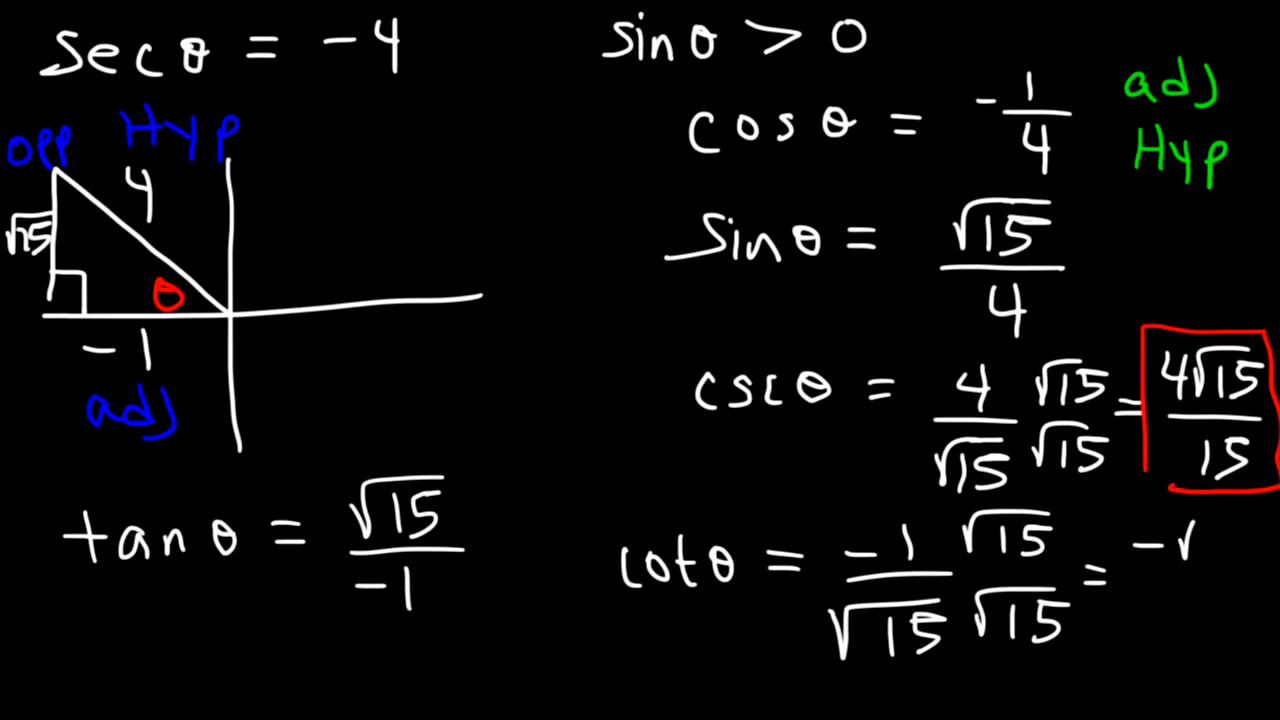 sec θ = -4
sin θ > 0
cos θ = -1/4
adj
Hyp
opp
Hyp
4
√15
θ
-1
adj
sin θ = √15/4
csc θ = 4/√15 √15/√15 = 4√15/15
tan θ = √15/-1
cot θ = -1/√15 √15/√15 = -√